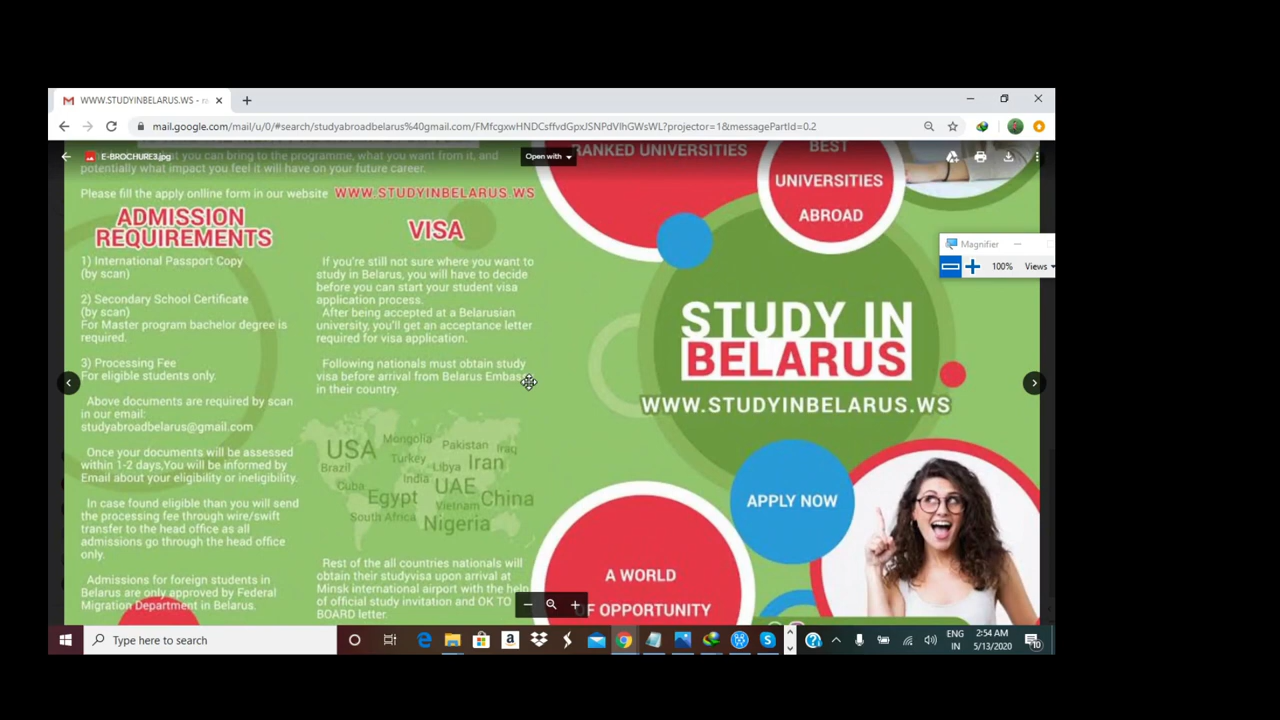 WWW.STUDYINBELARUS.WS - r
mail.google.com/mail/u/0/#search/studyabroadbelarus%40gmail.com/FMfcgxwHNDCsffvdGpxJSNPdVlhGWsWL?projector=1&messagePartId=0.2
E-BROCHURE3.jpg
Open with
you can bring to the programme, what you want from it, and
potentially what impact you feel it will have on your future career.
Please fill the apply onlline form in our website WWW.STUDYINBELARUS.WS
ADMISSION
REQUIREMENTS
1) International Passport Copy
(by scan)
2) Secondary School Certificate
(by scan)
For Master program bachelor degree is
required.
3) Processing Fee
For eligible students only.
Above documents are required by scan
in our email:
studyabroadbelarus@gmail.com
Once your documents will be assessed
within 1-2 days,You will be informed by
Email about your eligibility or ineligibility.
In case found eligible than you will send
the processing fee through wire/swift
transfer to the head office as all
admissions go through the head office
only.
Admissions for foreign students in
Belarus are only approved by Federal
Migration Department in Belarus.
VISA
If you're still not sure where you want to
study in Belarus, you will have to decide
before you can start your student visa
application process.
After being accepted at a Belarusian
university, you'll get an acceptance letter
required for visa application.
Following nationals must obtain study
visa before arrival from Belarus Embassy
in their country.
USA Mongolia Pakistan Iraq
Brazil Turkey Libya Iran
Cuba India UAE
Egypt Vietnam China
South Africa Nigeria
Rest of the all countries nationals will
obtain their studyvisa upon arrival at
Minsk international airport with the help
of official study invitation and OK TO
BOARD letter.
RANKED UNIVERSITIES
BEST
UNIVERSITIES
ABROAD
STUDY IN
BELARUS
WWW.STUDYINBELARUS.WS
APPLY NOW
A WORLD
OF OPPORTUNITY
Magnifier
100% Views
Type here to search
ENG
IN
2:54 AM
5/13/2020
10